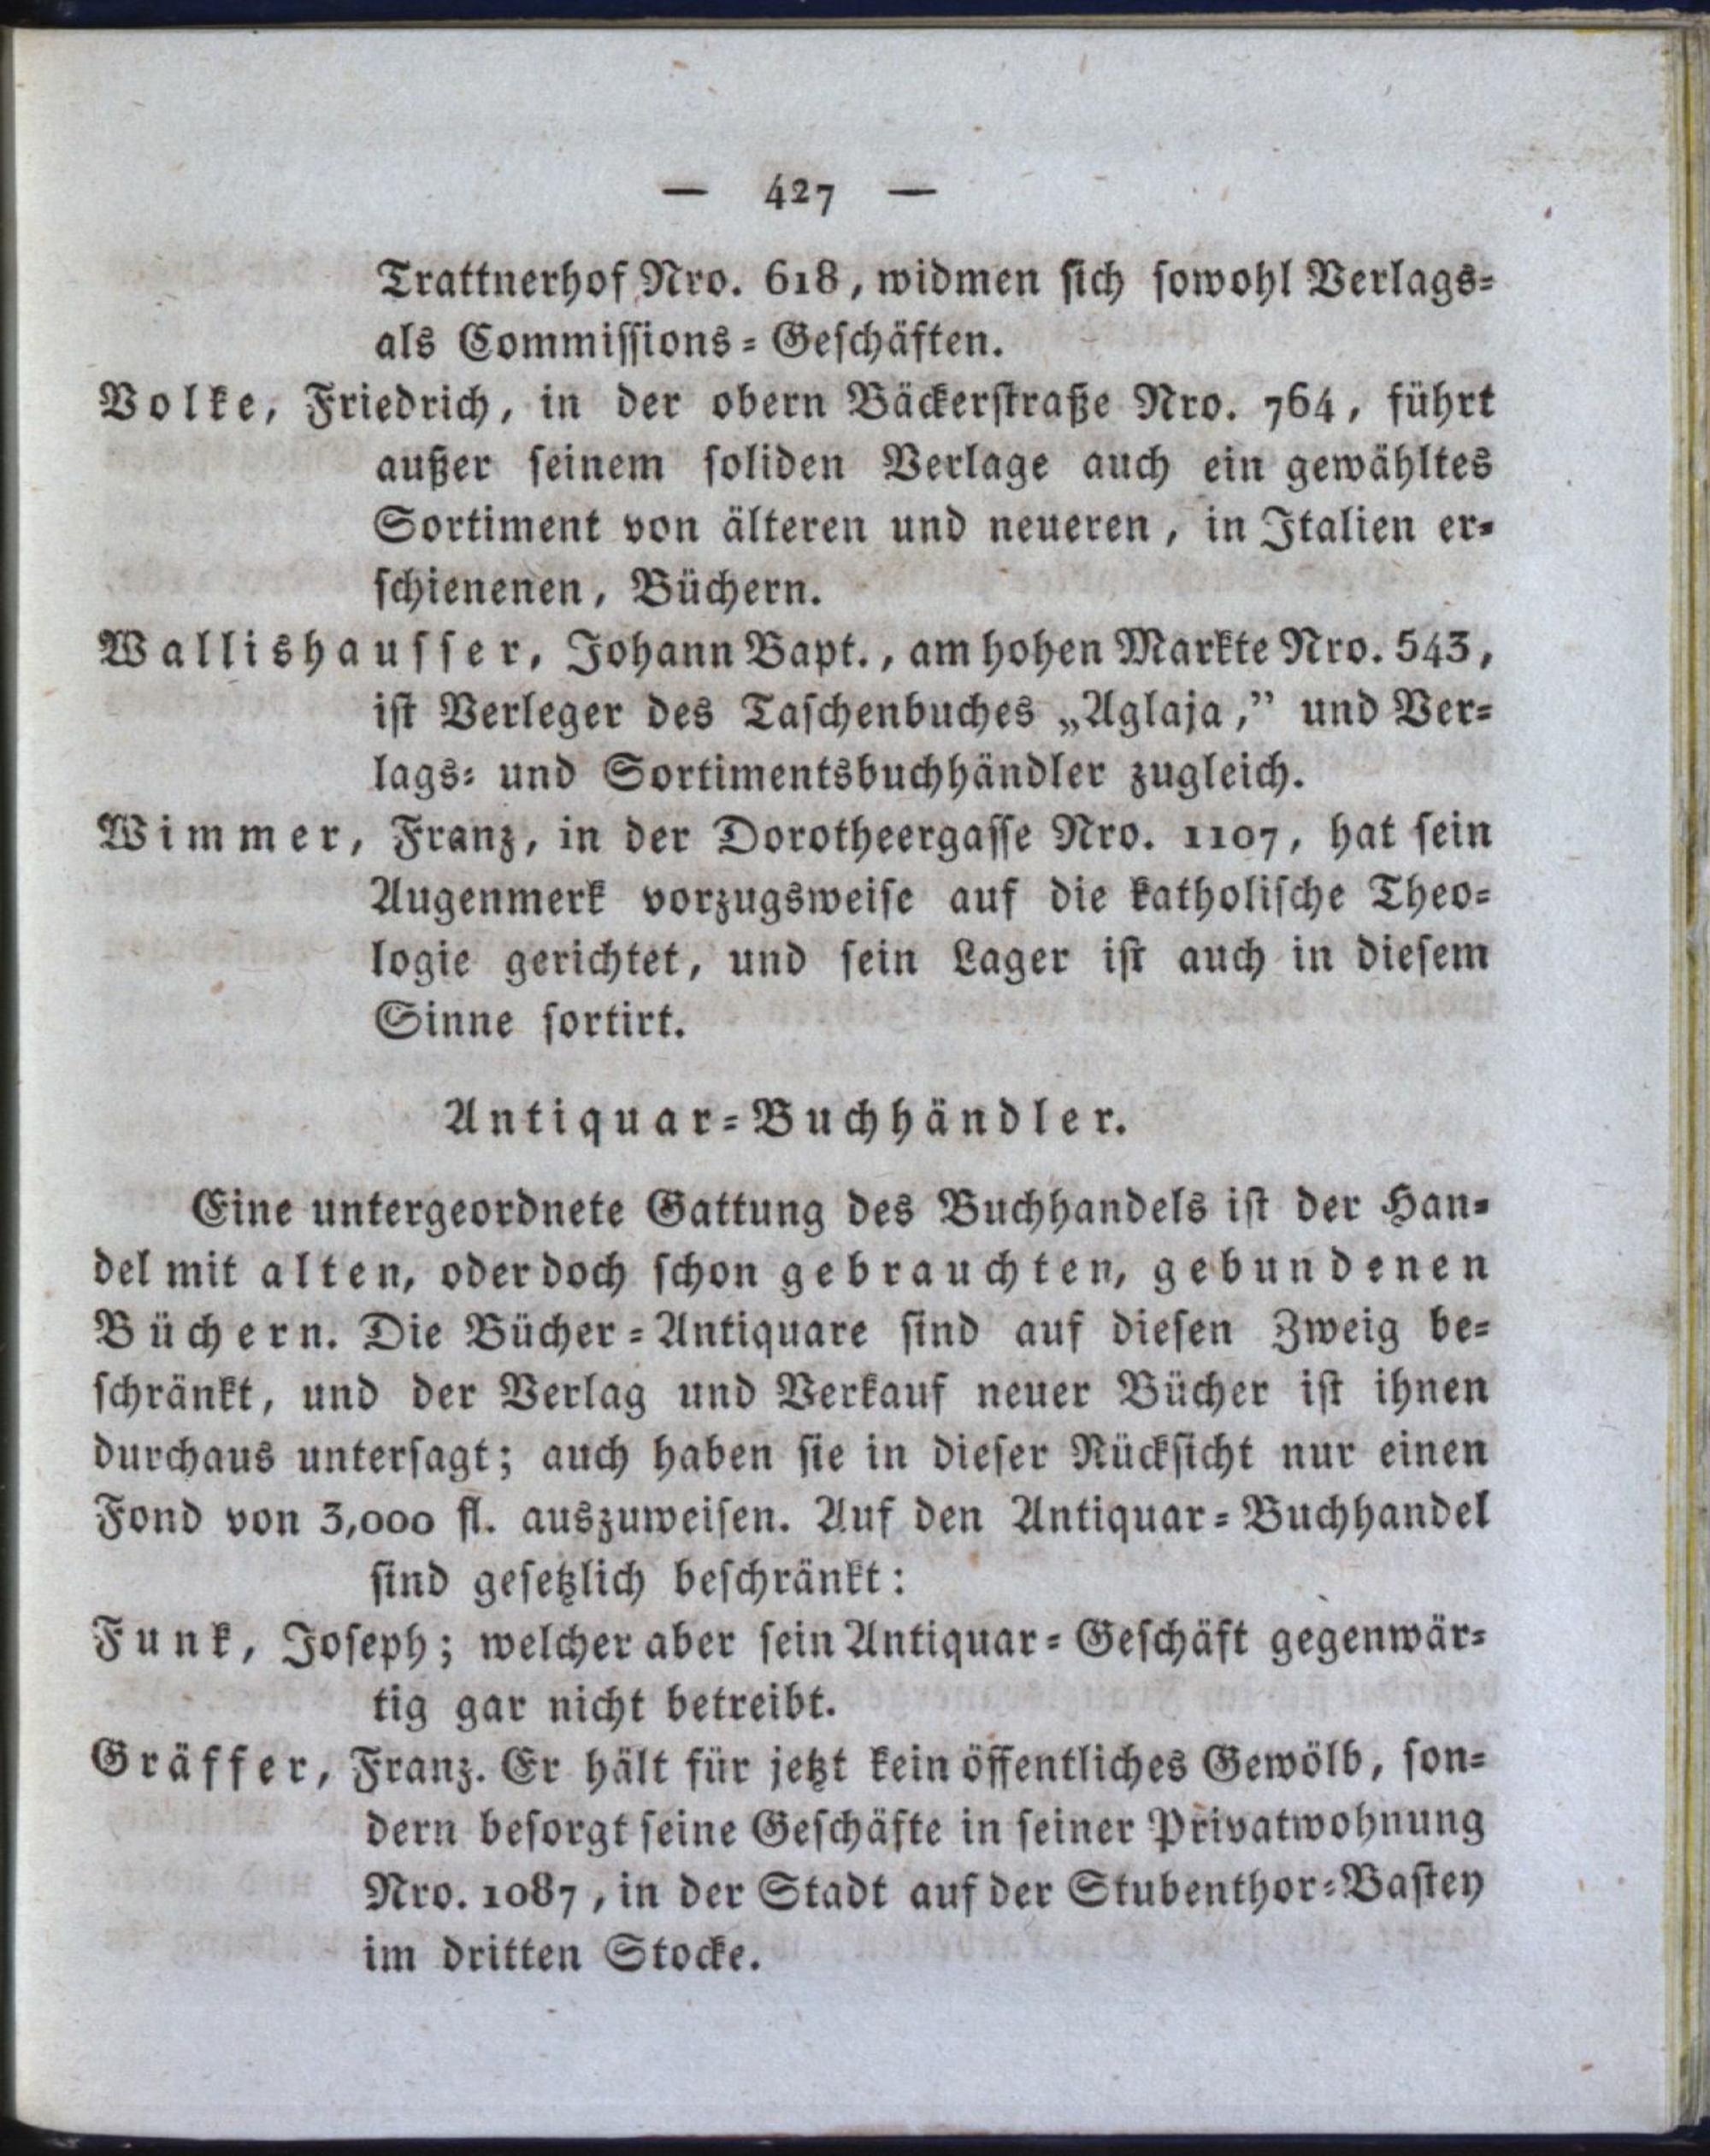 — 427 —
Trattnerhof Nro. 618, widmen sich sowohl Verlags-
als Commissions-Geschäften.
Volke, Friedrich, in der obern Bäckerstraße Nro. 764, führt
außer seinem soliden Verlage auch ein gewähltes
Sortiment von älteren und neueren, in Italien er-
schienenen, Büchern.
Wallishausser, Johann Bapt., am hohen Markte Nro. 543,
ist Verleger des Taschenbuches „Aglaja,” und Ver-
lags- und Sortimentsbuchhändler zugleich.
Wimmer, Franz, in der Dorotheergasse Nro. 1107, hat sein
Augenmerk vorzugsweise auf die katholische Theo-
logie gerichtet, und sein Lager ist auch in diesem
Sinne sortirt.
Antiquar-Buchhändler.
Eine untergeordnete Gattung des Buchhandels ist der Han-
del mit alten, oder doch schon gebrauchten, gebundenen
Büchern. Die Bücher-Antiquare sind auf diesen Zweig be-
schränkt, und der Verlag und Verkauf neuer Bücher ist ihnen
durchaus untersagt; auch haben sie in dieser Rücksicht nur einen
Fond von 3,000 fl. auszuweisen. Auf den Antiquar-Buchhandel
sind gesetzlich beschränkt:
Funk, Joseph; welcher aber sein Antiquar-Geschäft gegenwär-
tig gar nicht betreibt.
Gräffer, Franz. Er hält für jetzt kein öffentliches Gewölb, son-
dern besorgt seine Geschäfte in seiner Privatwohnung
Nro. 1087, in der Stadt auf der Stubenthor-Bastey
im dritten Stocke.